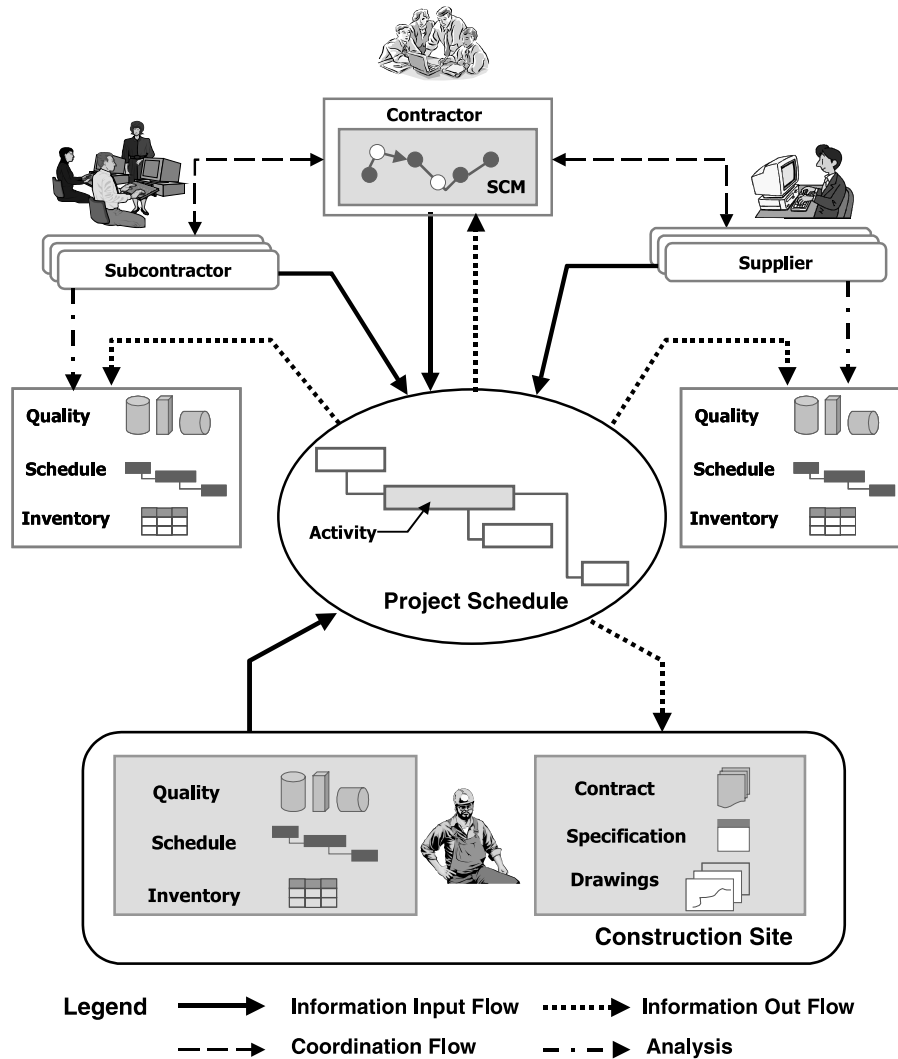 Contractor
SCM
Subcontractor
Supplier
Quality
Schedule
Inventory
Quality
Schedule
Inventory
Activity
Project Schedule
Quality
Schedule
Inventory
Contract
Specification
Drawings
Construction Site
Legend
Information Input Flow
Information Out Flow
Coordination Flow
Analysis